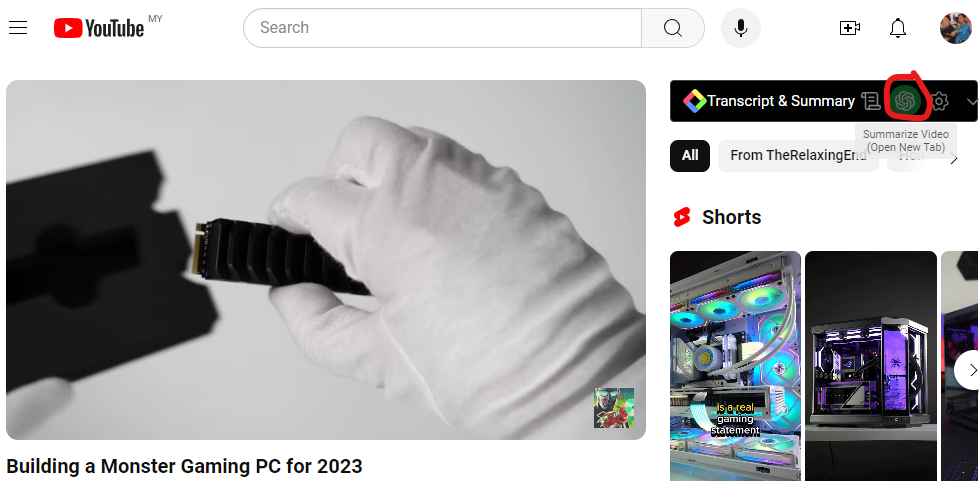 YouTube MY
Search
Transcript & Summary
Summarize Video
(Open New Tab)
All
From TheRelaxingEnd
Shorts
is a real
gaming
statement
Building a Monster Gaming PC for 2023